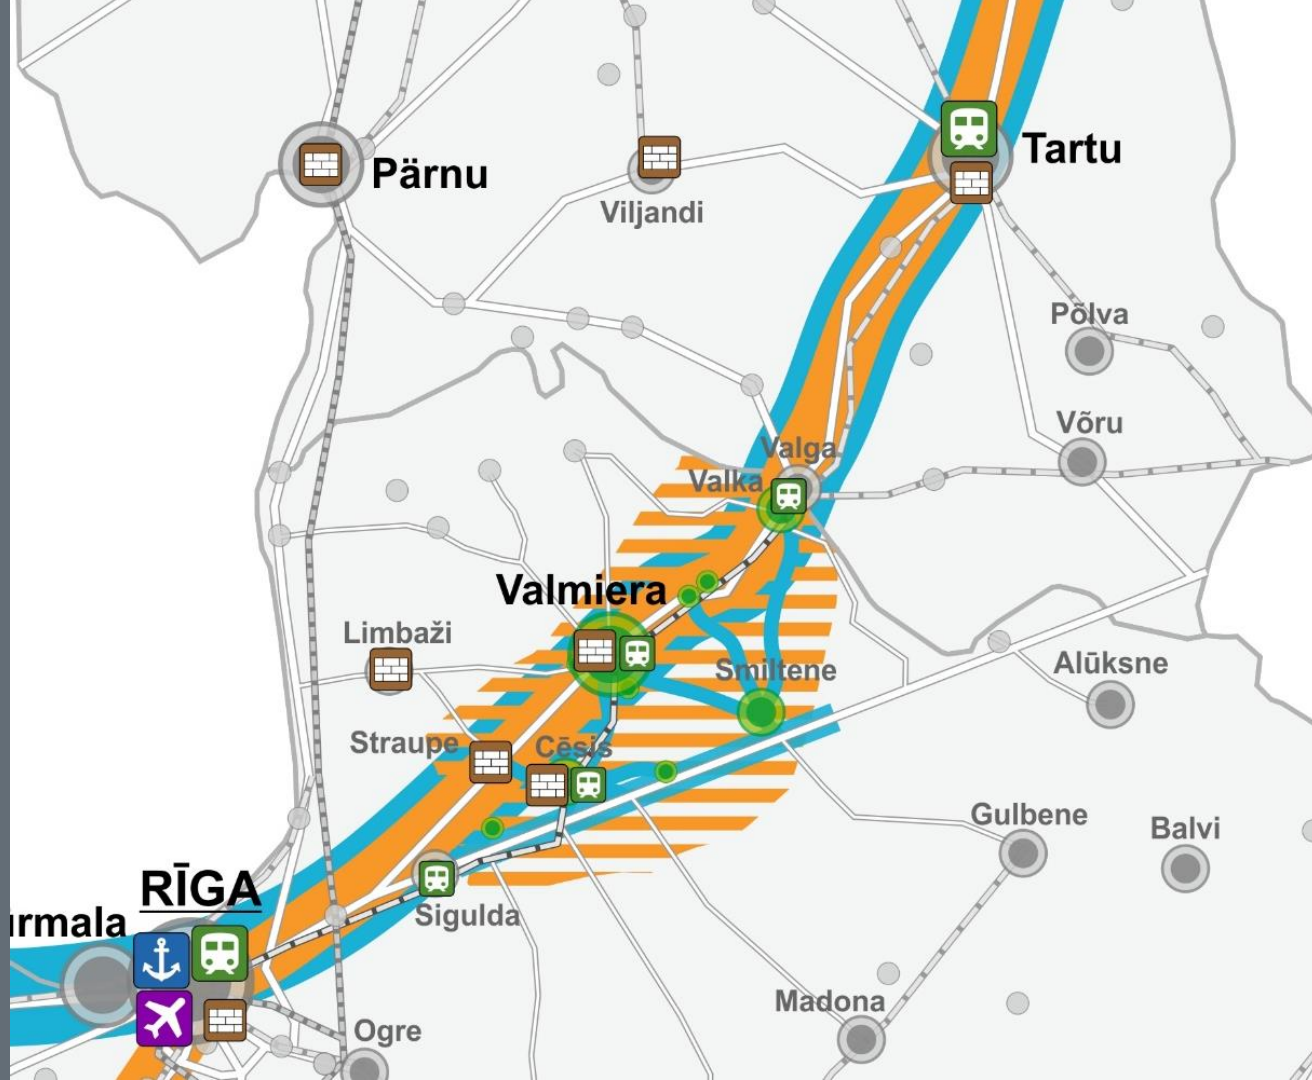 Tartu
Pärnu
Viljandi
Põlva
Võru
Valga
Valka
Valmiera
Limbaži
Smiltene
Alūksne
Straupe
Cēsis
Gulbene
Balvi
RĪGA
Sigulda
irmala
Madona
Ogre